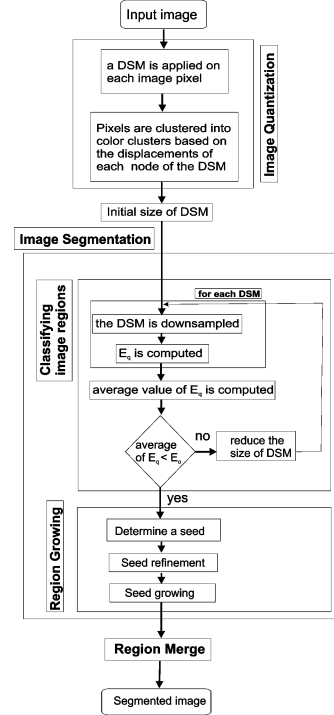 Input image
a DSM is applied on
each image pixel
Pixels are clustered into
color clusters based on
the displacements of
each node of the DSM
Image Quantization
Initial size of DSM
Image Segmentation
Classifying
image regions
for each DSM
the DSM is downsampled
Eq is computed
average value of Eq is computed
average
of Eq < Eo
no
reduce the
size of DSM
yes
Region Growing
Determine a seed
Seed refinement
Seed growing
Region Merge
Segmented image